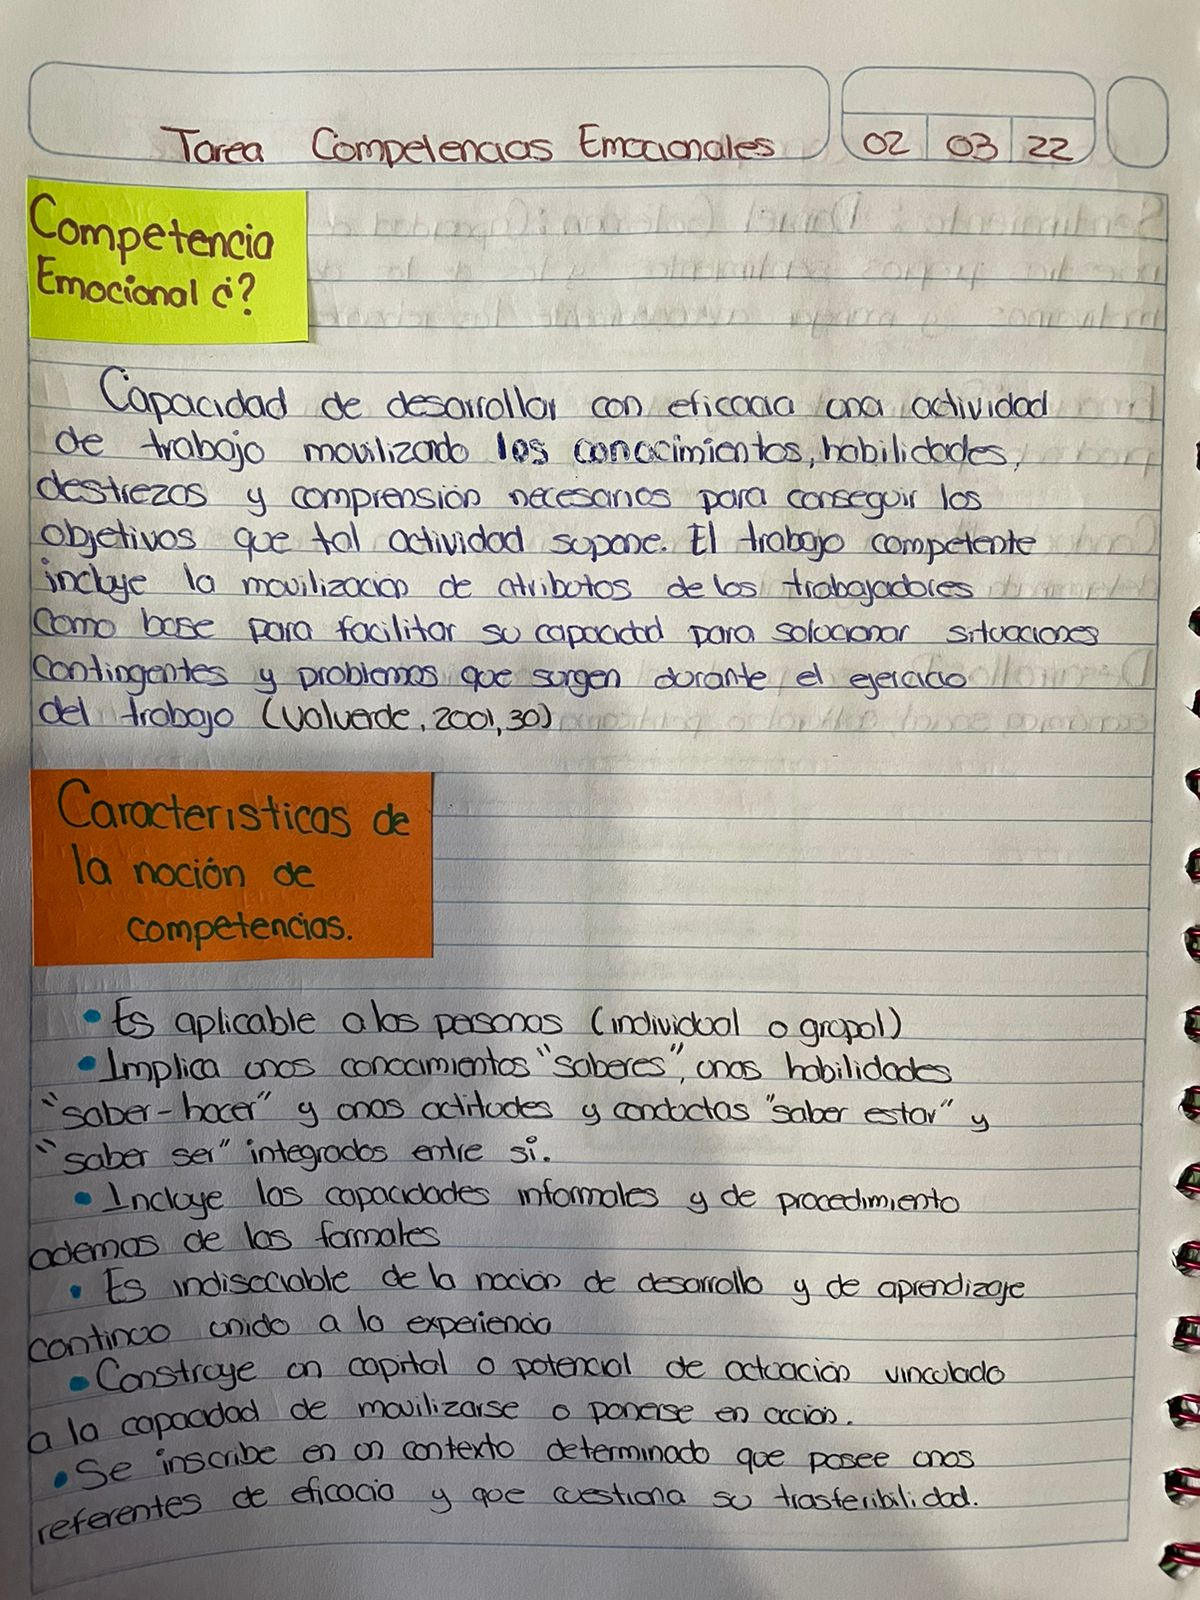 Tarea Competencias Emocionales 02 03 22
Competencia
Emocional ¿?
Capacidad de desarrollar con eficacia una actividad
de trabajo movilizado los conocimientos, habilidades,
destrezas y comprensión necesarios para conseguir los
objetivos que tal actividad supone. El trabajo competente
incluye la movilización de atributos de los trabajadores
como base para facilitar su capacidad para solucionar situaciones
contingentes y problemas que surgen durante el ejercicio
del trabajo (Valverde, 2001, 30)
Caracteristicas de
la noción de
competencias.
• Es aplicable a las personas (individual o grupal)
• Implica unos conocimientos "saberes", unas habilidades
"saber-hacer" y unas actitudes y conductas "saber estar" y
"saber ser" integrados entre si.
• Incluye las capacidades informales y de procedimiento
ademas de las formales
• Es indisociable de la noción de desarrollo y de aprendizaje
continuo unido a la experiencia
• Construye un capital o potencial de actuación vinculado
a la capacidad de movilizarse o ponerse en acción.
• Se inscribe en un contexto determinado que posee unos
referentes de eficacia y que cuestiona su trasferibilidad.